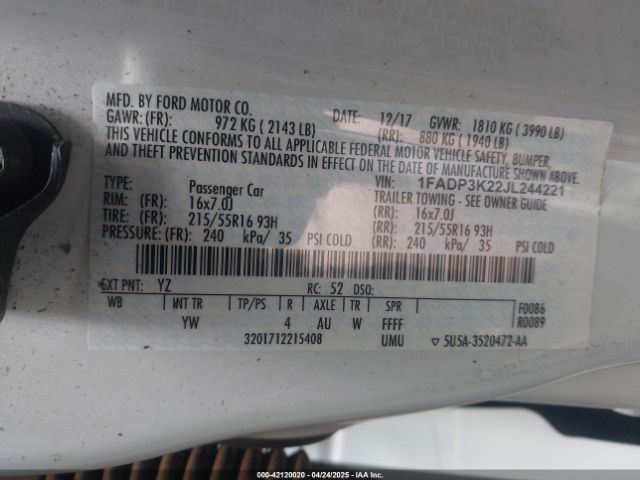 MFD. BY FORD MOTOR CO.
DATE: 12/17 GVWR: 1810 KG ( 3990 LB)
GAWR: (FR): 972 KG ( 2143 LB) (RR): 880 KG ( 1940 LB)
THIS VEHICLE CONFORMS TO ALL APPLICABLE FEDERAL MOTOR VEHICLE SAFETY, BUMPER,
AND THEFT PREVENTION STANDARDS IN EFFECT ON THE DATE OF MANUFACTURE SHOWN ABOVE.
VIN: 1FADP3K22JL244221
TYPE: Passenger Car TRAILER TOWING - SEE OWNER GUIDE
RIM: (FR): 16x7.0J (RR): 16x7.0J
TIRE: (FR): 215/55R16 93H (RR): 215/55R16 93H
PRESSURE: (FR): 240 kPa/ 35 PSI COLD (RR): 240 kPa/ 35 PSI COLD
EXT PNT: YZ RC: 52 DSO:
WB INT TR TP/PS R AXLE TR SPR F0086
YW 4 AU W FFFF R0089
3201712215408 UMU ▽ 5U5A-3520472-AA
000-42120020 - 04/24/2025 - IAA Inc.